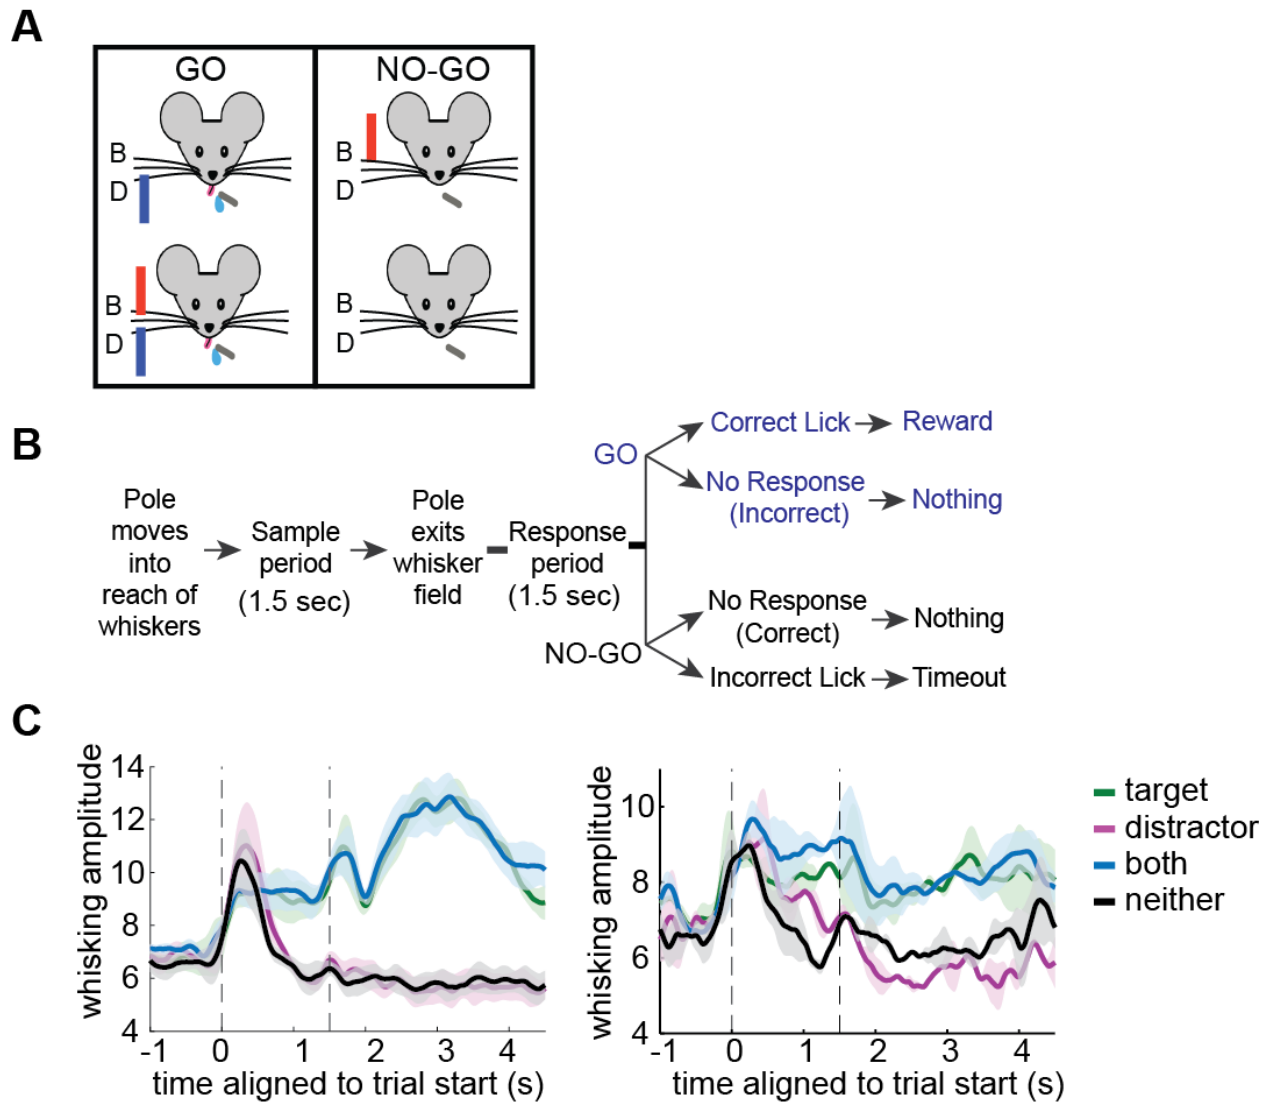 A
GO
NO-GO
B
D
B
D
B
D
B
D
B
Pole
moves
into
reach of
whiskers
Sample
period
(1.5 sec)
Pole
exits
whisker
field
Response
period
(1.5 sec)
GO
Correct Lick
Reward
No Response
(Incorrect)
Nothing
NO-GO
No Response
(Correct)
Nothing
Incorrect Lick
Timeout
C
whisking amplitude
14
12
10
8
6
4
-1
0
1
2
3
4
time aligned to trial start (s)
whisking amplitude
10
8
6
4
-1
0
1
2
3
4
time aligned to trial start (s)
target
distractor
both
neither